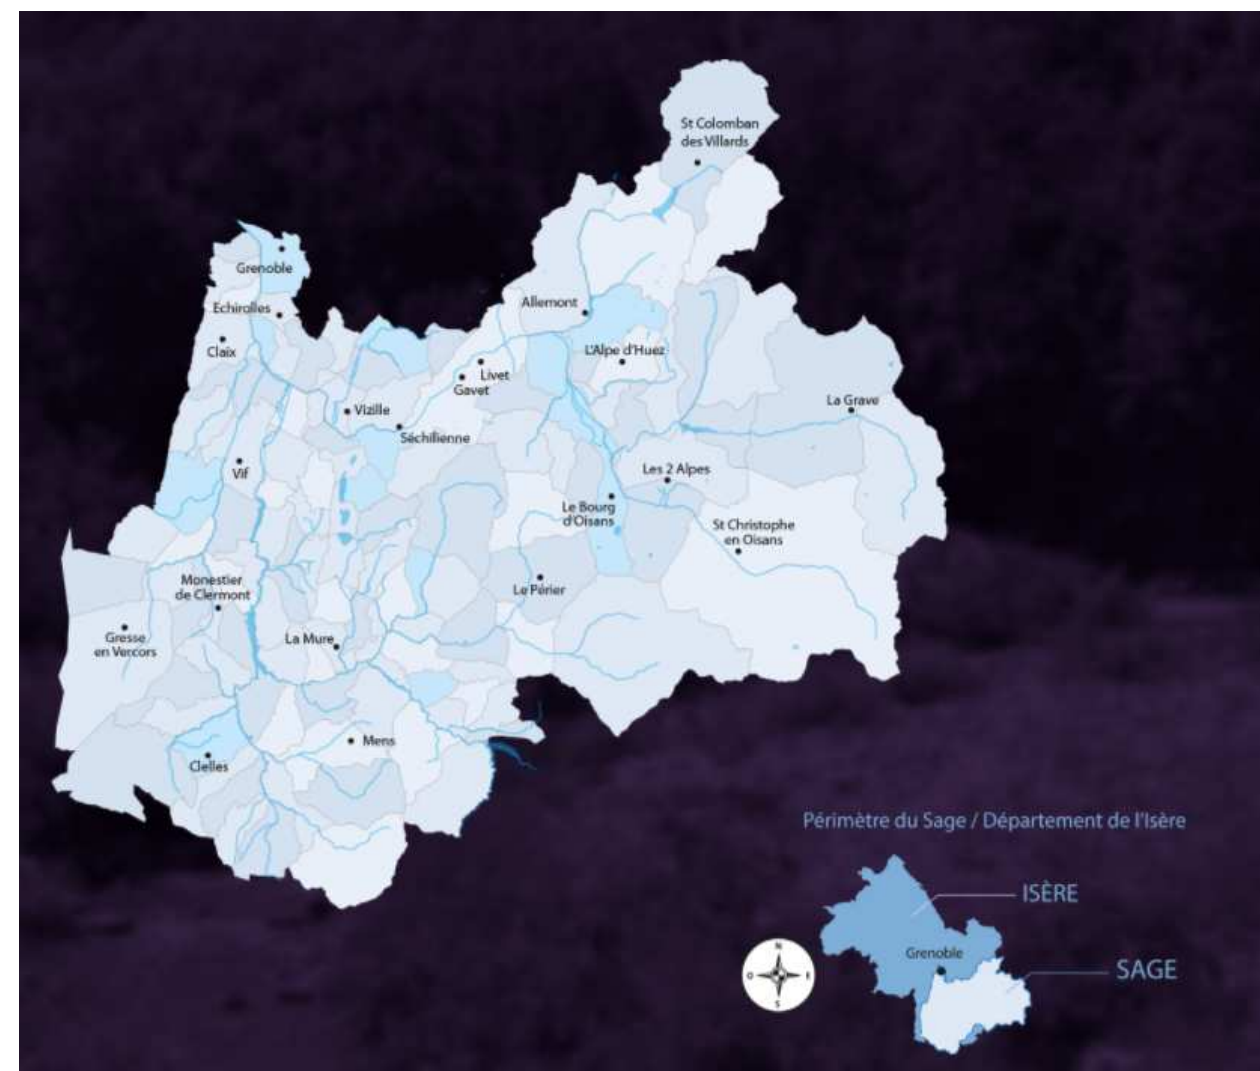 St Colomban
des Villards
Grenoble
Echirolles
Allemont
Claix
L'Alpe d'Huez
Livet
Gavet
La Grave
Vizille
Séchilienne
Vif
Les 2 Alpes
Le Bourg
d'Oisans
St Christophe
en Oisans
Monestier
de Clermont
Le Périer
Gresse
en Vercors
La Mure
Mens
Clelles
Périmètre du Sage / Département de l'Isère
ISÈRE
Grenoble
SAGE
N
O
E
S